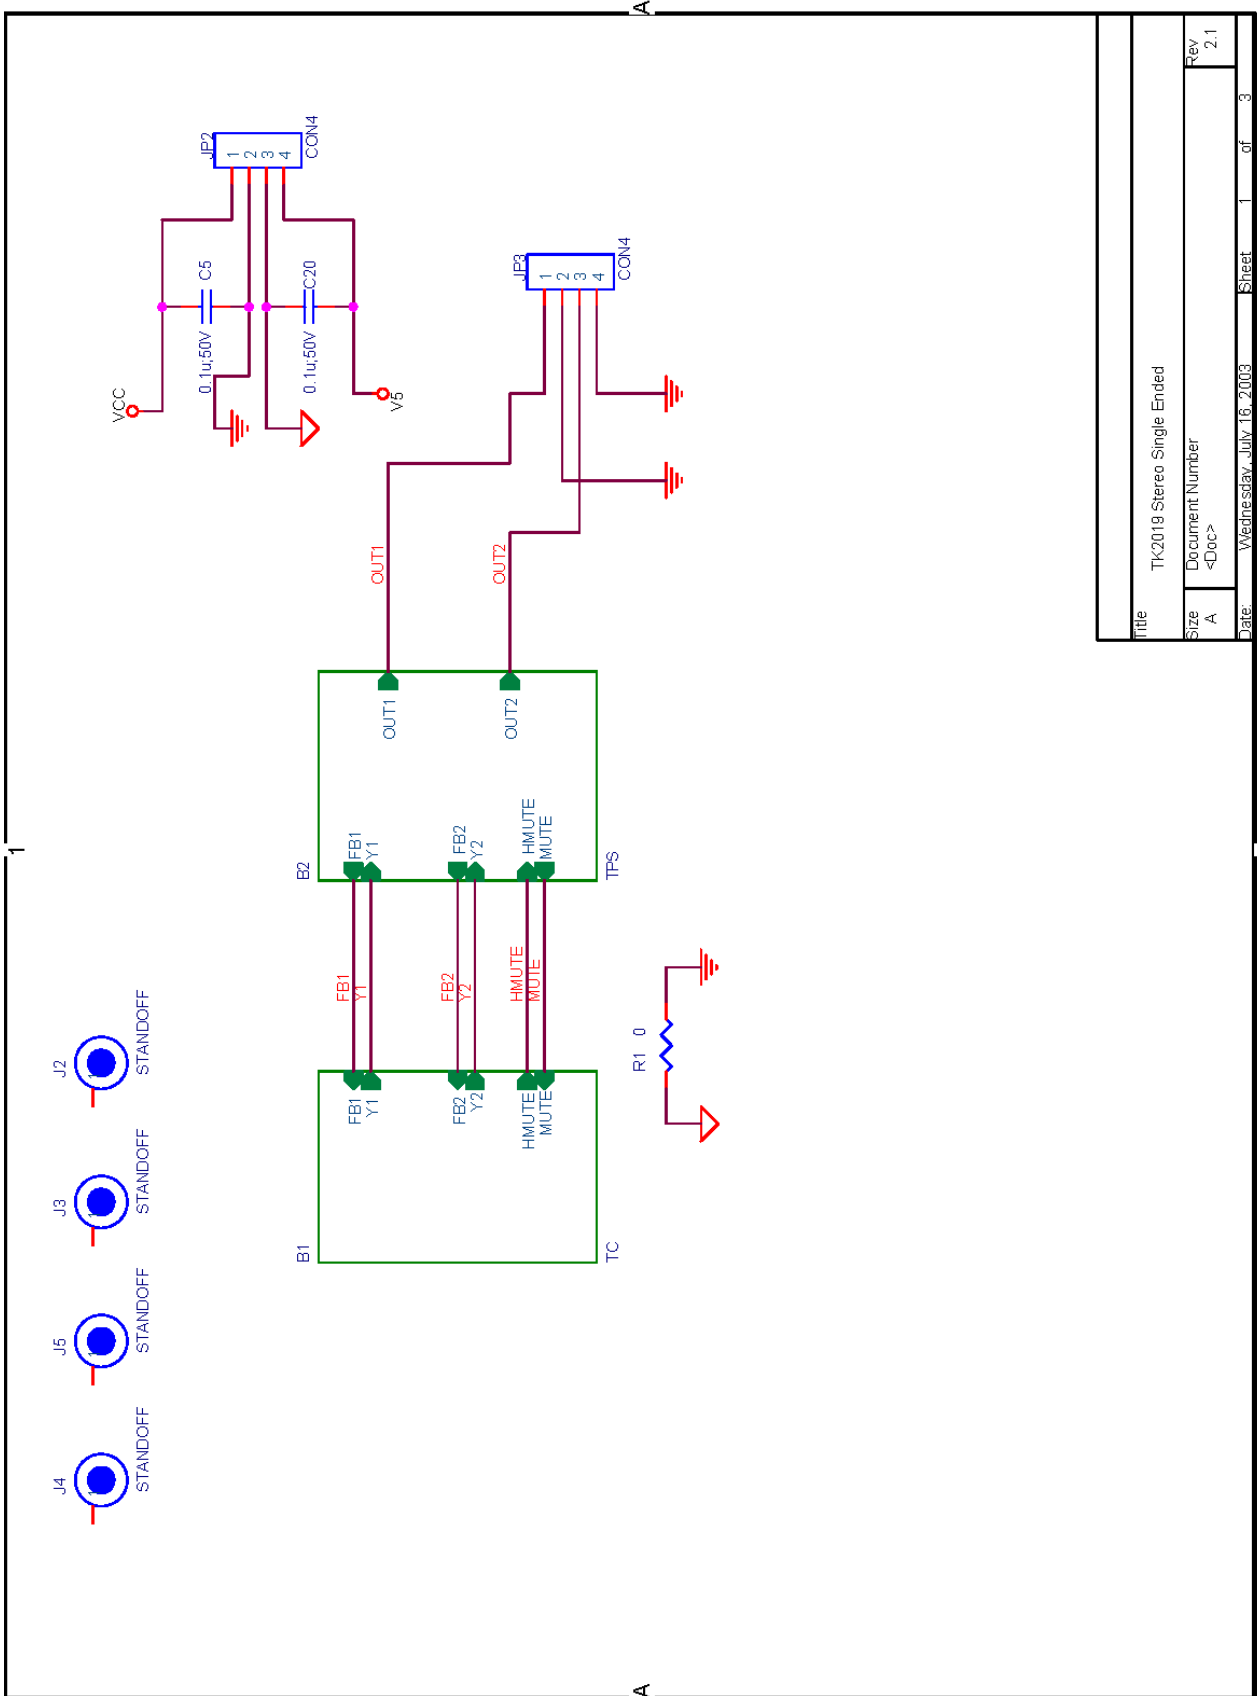 1
A
A
J4
1
STANDOFF
J5
1
STANDOFF
J3
1
STANDOFF
J2
1
STANDOFF
VCC
0.1u;50V
C5
0.1u;50V
C20
V5
JP2
1
2
3
4
CON4
B1
FB1
Y1
FB2
Y2
HMUTE
MUTE
TC
FB1
Y1
FB2
Y2
HMUTE
MUTE
B2
FB1
Y1
FB2
Y2
HMUTE
MUTE
OUT1
OUT2
TPS
OUT1
OUT2
JP3
1
2
3
4
CON4
R1 0
Title
TK2019 Stereo Single Ended
Size
A
Document Number
<Doc>
Rev
2.1
Date: Wednesday, July 16, 2003 Sheet 1 of 3